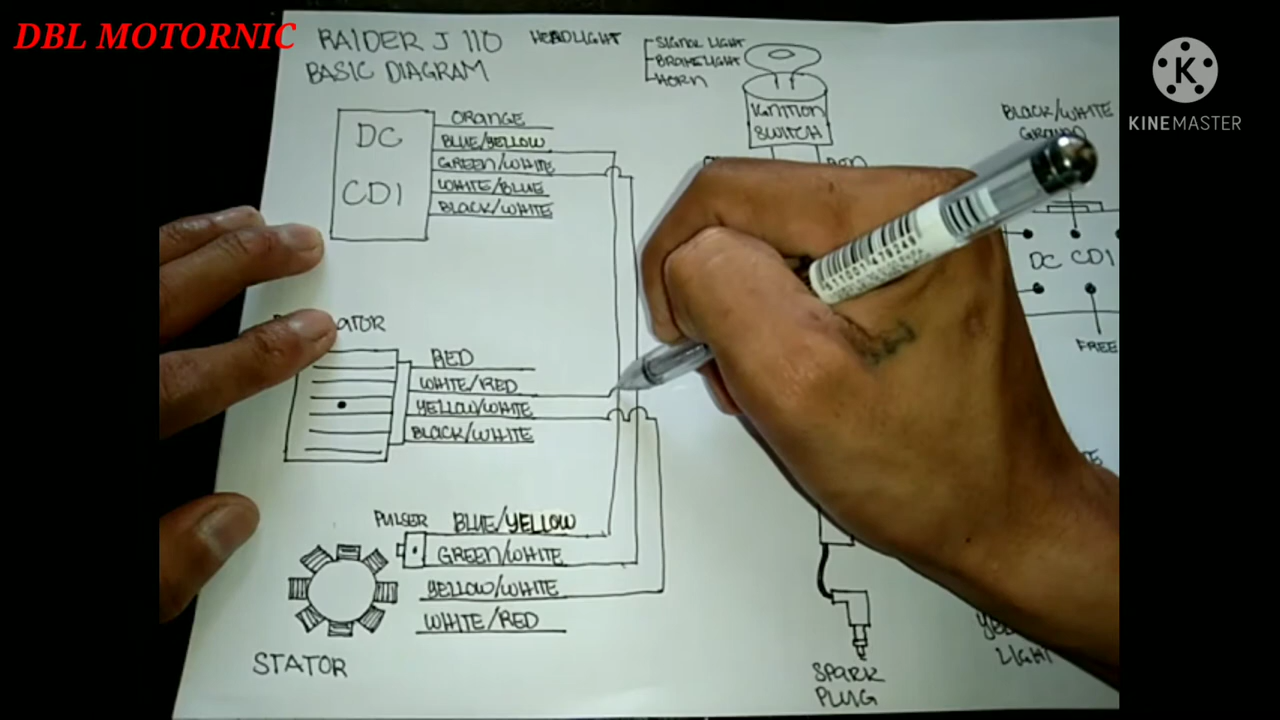 DBL MOTORNIC
RAIDER J 110
BASIC DIAGRAM
HEADLIGHT
SIGNAL LIGHT
BRAKELIGHT
HORN
IGNITION
SWITCH
KINEMASTER
BLACK/WHITE
GROUND
DC
CDI
ORANGE
BLUE/YELLOW
GREEN/WHITE
WHITE/BLUE
BLACK/WHITE
DC CDI
FREE
RED
WHITE/RED
YELLOW/WHITE
BLACK/WHITE
PULSER
BLUE/YELLOW
GREEN/WHITE
YELLOW/WHITE
WHITE/RED
STATOR
SPARK
PLUG
LIGHT